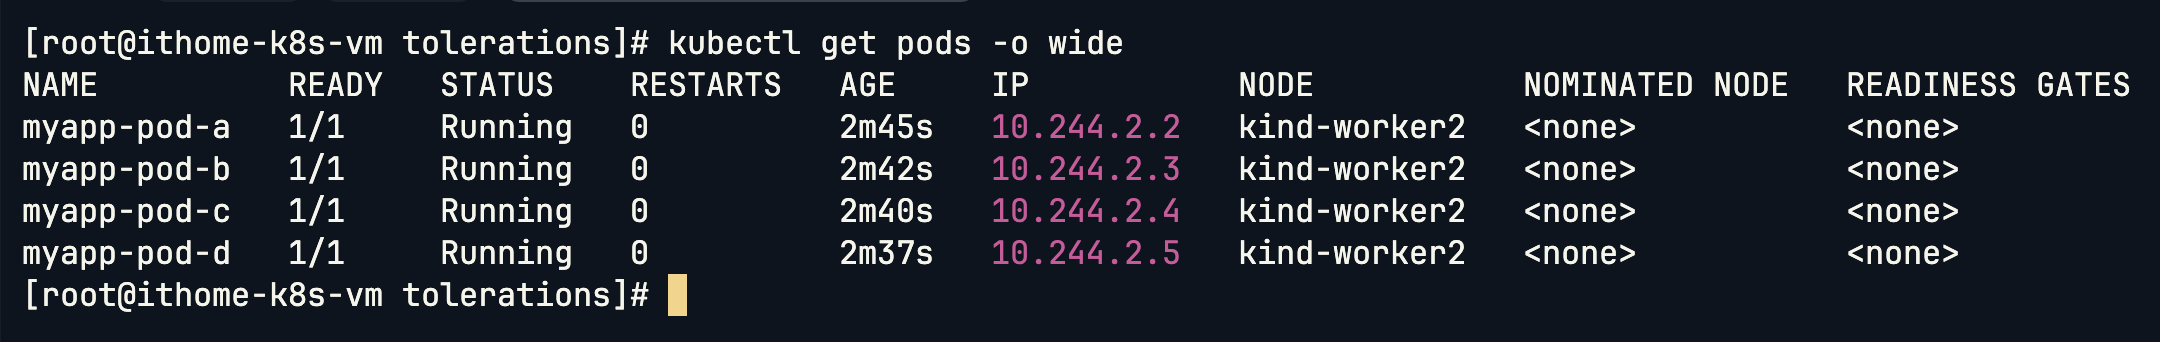 [root@ithome-k8s-vm tolerations]# kubectl get pods -o wide
NAME          READY   STATUS    RESTARTS   AGE     IP           NODE           NOMINATED NODE   READINESS GATES
myapp-pod-a   1/1     Running   0          2m45s   10.244.2.2   kind-worker2   <none>           <none>
myapp-pod-b   1/1     Running   0          2m42s   10.244.2.3   kind-worker2   <none>           <none>
myapp-pod-c   1/1     Running   0          2m40s   10.244.2.4   kind-worker2   <none>           <none>
myapp-pod-d   1/1     Running   0          2m37s   10.244.2.5   kind-worker2   <none>           <none>
[root@ithome-k8s-vm tolerations]#